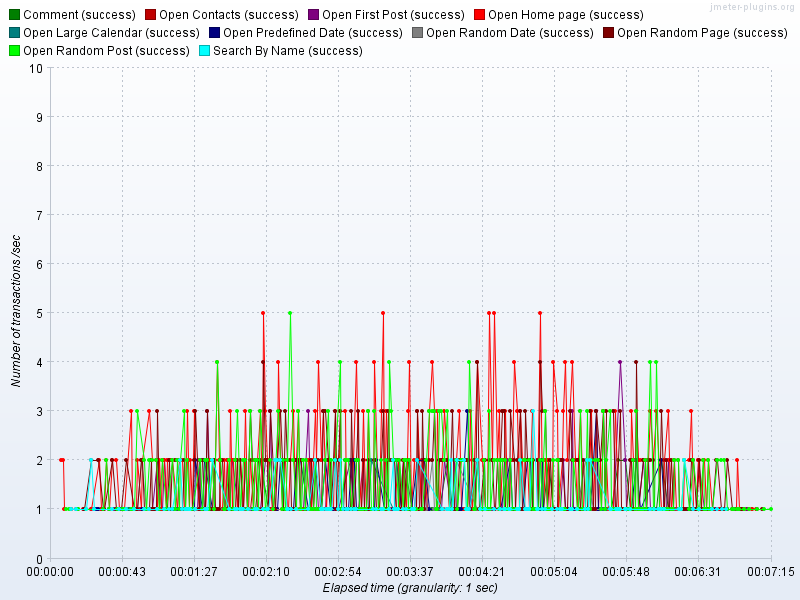 jmeter-plugins.org
Comment (success) Open Contacts (success) Open First Post (success) Open Home page (success)
Open Large Calendar (success) Open Predefined Date (success) Open Random Date (success) Open Random Page (success)
Open Random Post (success) Search By Name (success)
10
9
8
7
6
5
4
3
2
1
0
Number of transactions /sec
00:00:00 00:00:43 00:01:27 00:02:10 00:02:54 00:03:37 00:04:21 00:05:04 00:05:48 00:06:31 00:07:15
Elapsed time (granularity: 1 sec)